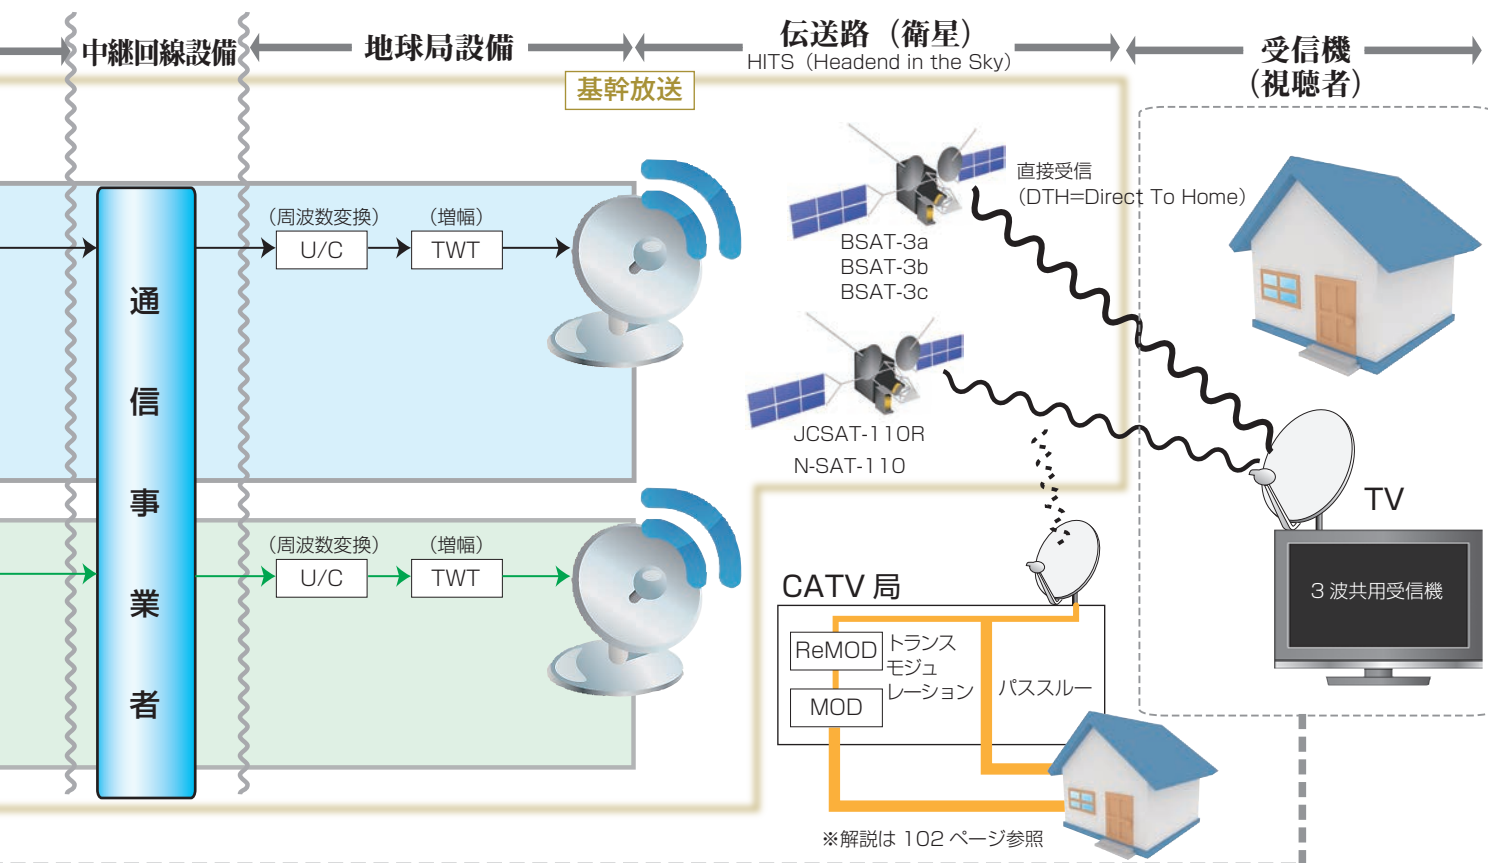 中継回線設備
地球局設備
伝送路（衛星）
HITS（Headend in the Sky）
受信機
（視聴者）
基幹放送
直接受信
（DTH=Direct To Home）
（周波数変換）
（増幅）
U/C
TWT
BSAT-3a
BSAT-3b
BSAT-3c
通信事業者
JCSAT-110R
N-SAT-110
TV
3 波共用受信機
（周波数変換）
（増幅）
U/C
TWT
CATV 局
ReMOD
トランス
モジュ
レーション
MOD
パススルー
※解説は 102 ページ参照